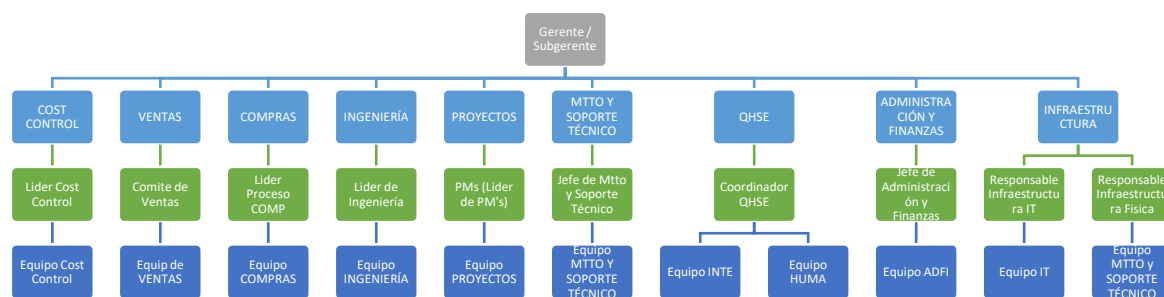 Gerente /
Subgerente
COST
CONTROL
VENTAS
COMPRAS
INGENIERÍA
PROYECTOS
MTTO Y
SOPORTE
TÉCNICO
QHSE
ADMINISTRA
CIÓN Y
FINANZAS
INFRAESTRU
CTURA
Lider Cost
Control
Comite de
Ventas
Lider
Proceso
COMP
Lider de
Ingeniería
PMs (Lider
de PM's)
Jefe de Mtto
y Soporte
Técnico
Coordinador
QHSE
Jefe de
Administraci
ón y
Finanzas
Responsable
Infraestructu
ra IT
Responsable
Infraestructu
ra Fisica
Equipo Cost
Control
Equip de
VENTAS
Equipo
COMPRAS
Equipo
INGENIERÍA
Equipo
PROYECTOS
Equipo
MTTO Y
SOPORTE
TÉCNICO
Equipo INTE
Equipo
HUMA
Equipo ADFI
Equipo IT
Equipo
MTTO y
SOPORTE
TÉCNICO